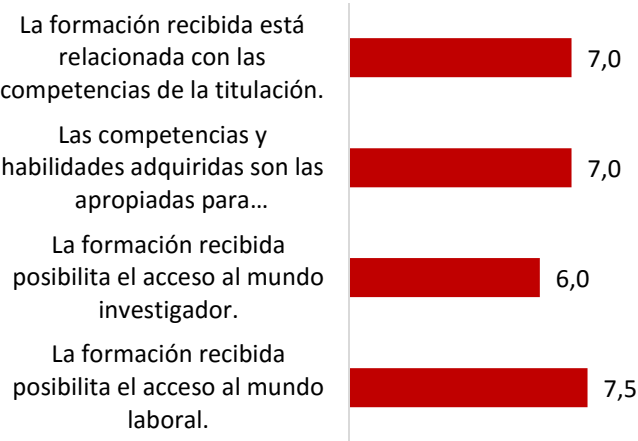 La formación recibida está
relacionada con las
competencias de la titulación.
7,0
Las competencias y
habilidades adquiridas son las
apropiadas para…
7,0
La formación recibida
posibilita el acceso al mundo
investigador.
6,0
La formación recibida
posibilita el acceso al mundo
laboral.
7,5